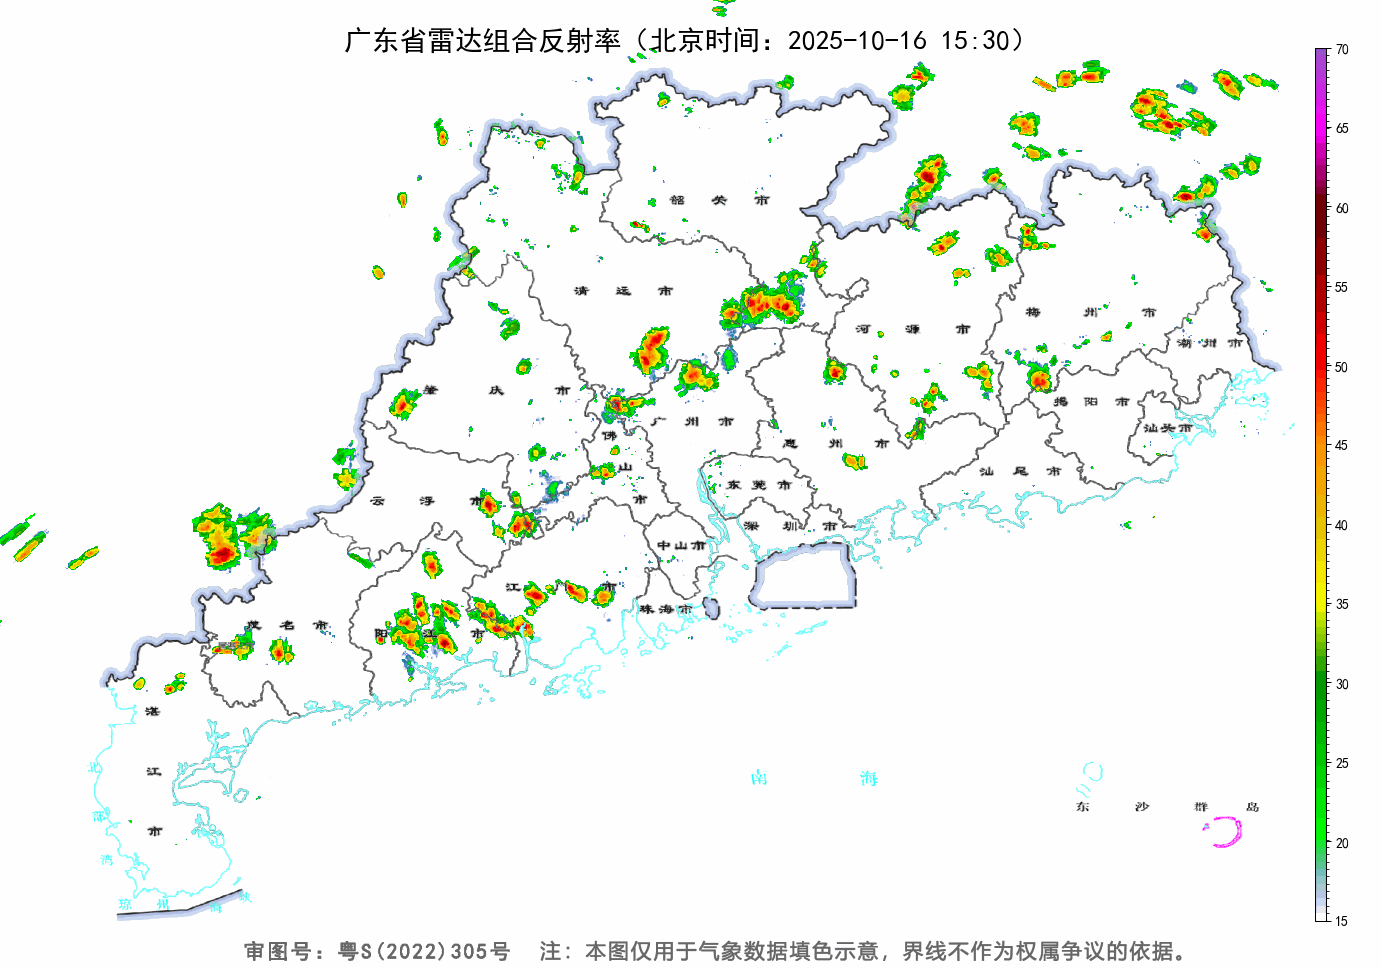 广东省雷达组合反射率（北京时间：2025-10-16 15:30）
70
65
60
55
50
45
40
35
30
25
20
15
韶关市
清远市
河源市
梅州市
潮州市
肇庆市
广州市
揭阳市
汕头市
佛山市
惠州市
汕尾市
云浮市
东莞市
深圳市
中山市
江门市
珠海市
茂名市
阳江市
湛江市
南海
东沙群岛
北部湾
琼州海峡
审图号：粤S(2022)305号 注：本图仅用于气象数据填色示意，界线不作为权属争议的依据。